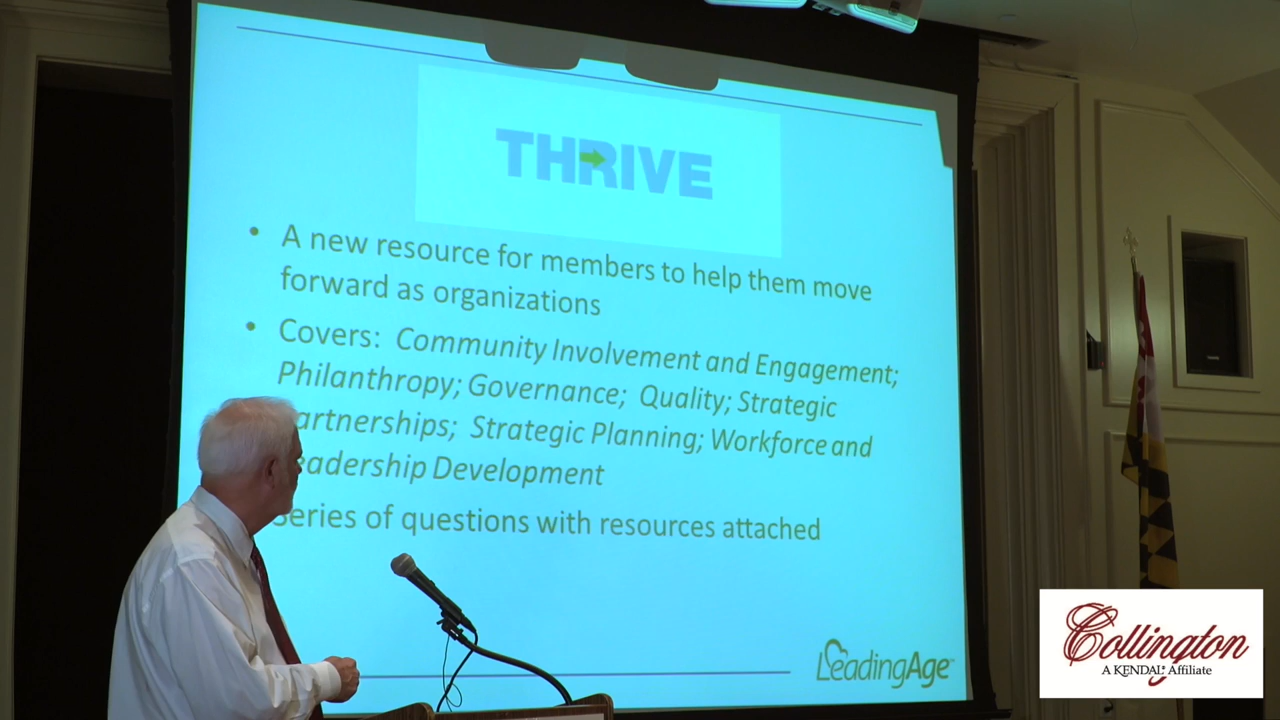 THRIVE
• A new resource for members to help them move
forward as organizations
• Covers: Community Involvement and Engagement;
Philanthropy; Governance; Quality; Strategic
artnerships; Strategic Planning; Workforce and
eadership Development
Series of questions with resources attached
LeadingAge
Collington
A KENDAL Affiliate